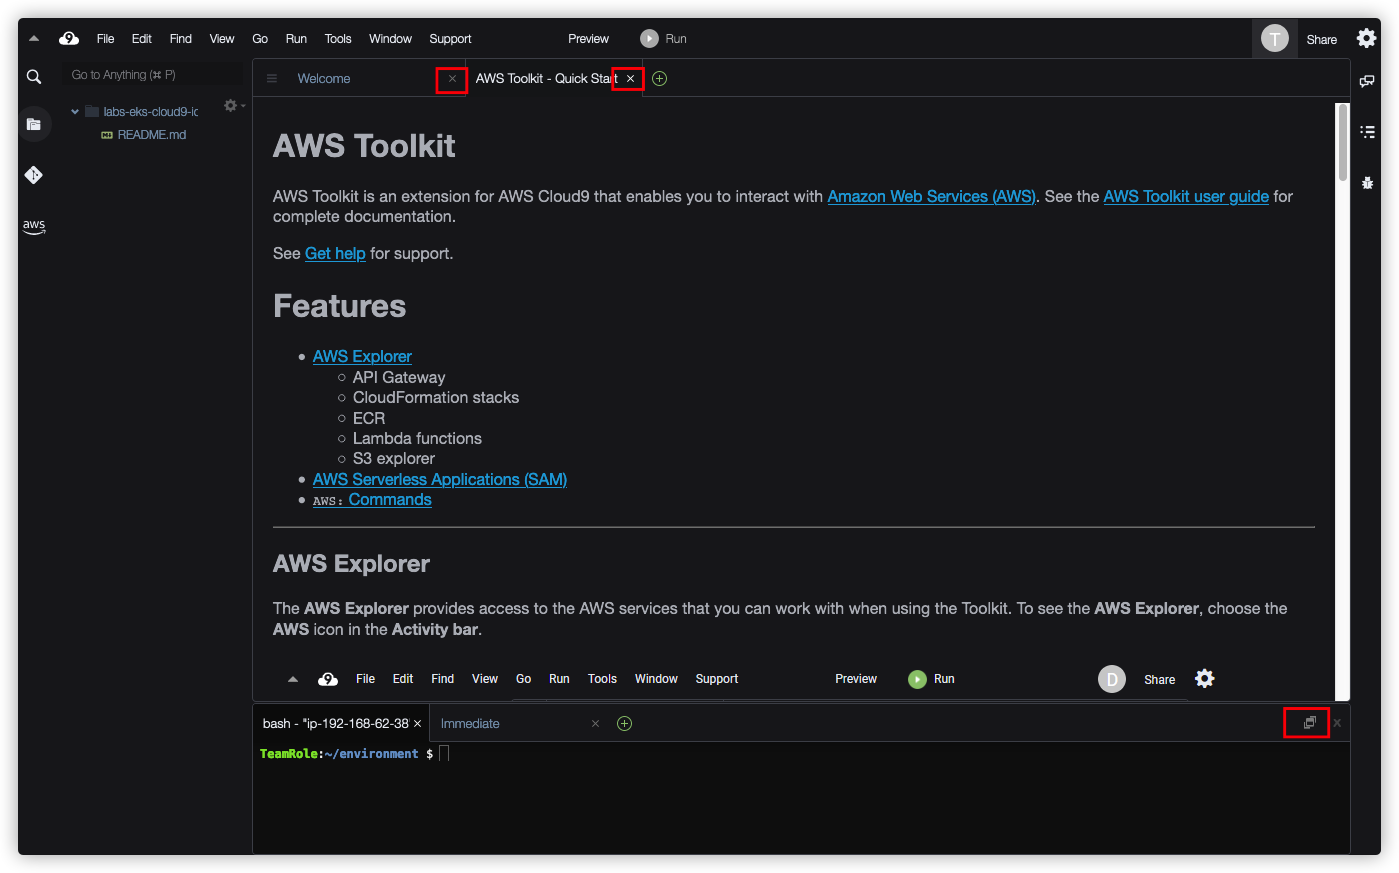 9 File Edit Find View Go Run Tools Window Support Preview Run T Share
Go to Anything (⌘ P)
Welcome × AWS Toolkit - Quick Start ×
labs-eks-cloud9-ic
README.md
aws
AWS Toolkit
AWS Toolkit is an extension for AWS Cloud9 that enables you to interact with Amazon Web Services (AWS). See the AWS Toolkit user guide for
complete documentation.
See Get help for support.
Features
• AWS Explorer
○ API Gateway
○ CloudFormation stacks
○ ECR
○ Lambda functions
○ S3 explorer
• AWS Serverless Applications (SAM)
• AWS: Commands
AWS Explorer
The AWS Explorer provides access to the AWS services that you can work with when using the Toolkit. To see the AWS Explorer, choose the
AWS icon in the Activity bar.
9 File Edit Find View Go Run Tools Window Support Preview Run D Share
bash - "ip-192-168-62-38 × Immediate ×
TeamRole:~/environment $